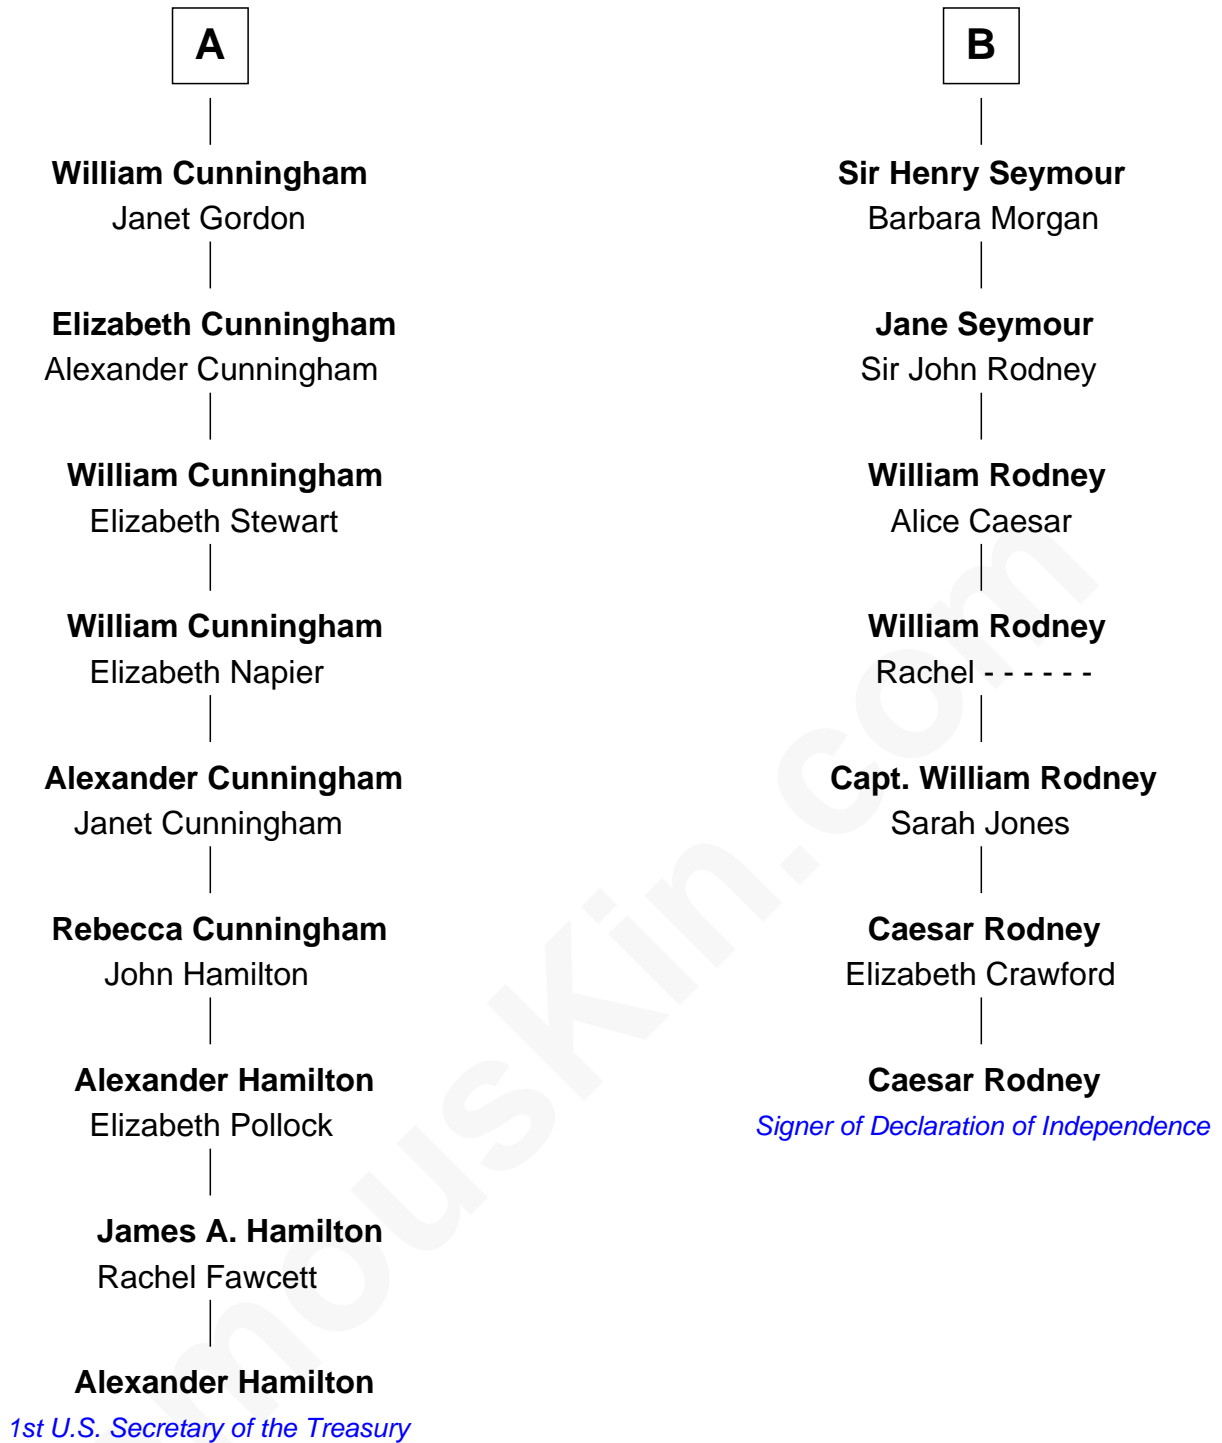 A
William Cunningham
Janet Gordon
Elizabeth Cunningham
Alexander Cunningham
William Cunningham
Elizabeth Stewart
William Cunningham
Elizabeth Napier
Alexander Cunningham
Janet Cunningham
Rebecca Cunningham
John Hamilton
Alexander Hamilton
Elizabeth Pollock
James A. Hamilton
Rachel Fawcett
Alexander Hamilton
1st U.S. Secretary of the Treasury
B
Sir Henry Seymour
Barbara Morgan
Jane Seymour
Sir John Rodney
William Rodney
Alice Caesar
William Rodney
Rachel - - - - - -
Capt. William Rodney
Sarah Jones
Caesar Rodney
Elizabeth Crawford
Caesar Rodney
Signer of Declaration of Independence
mousKin.com